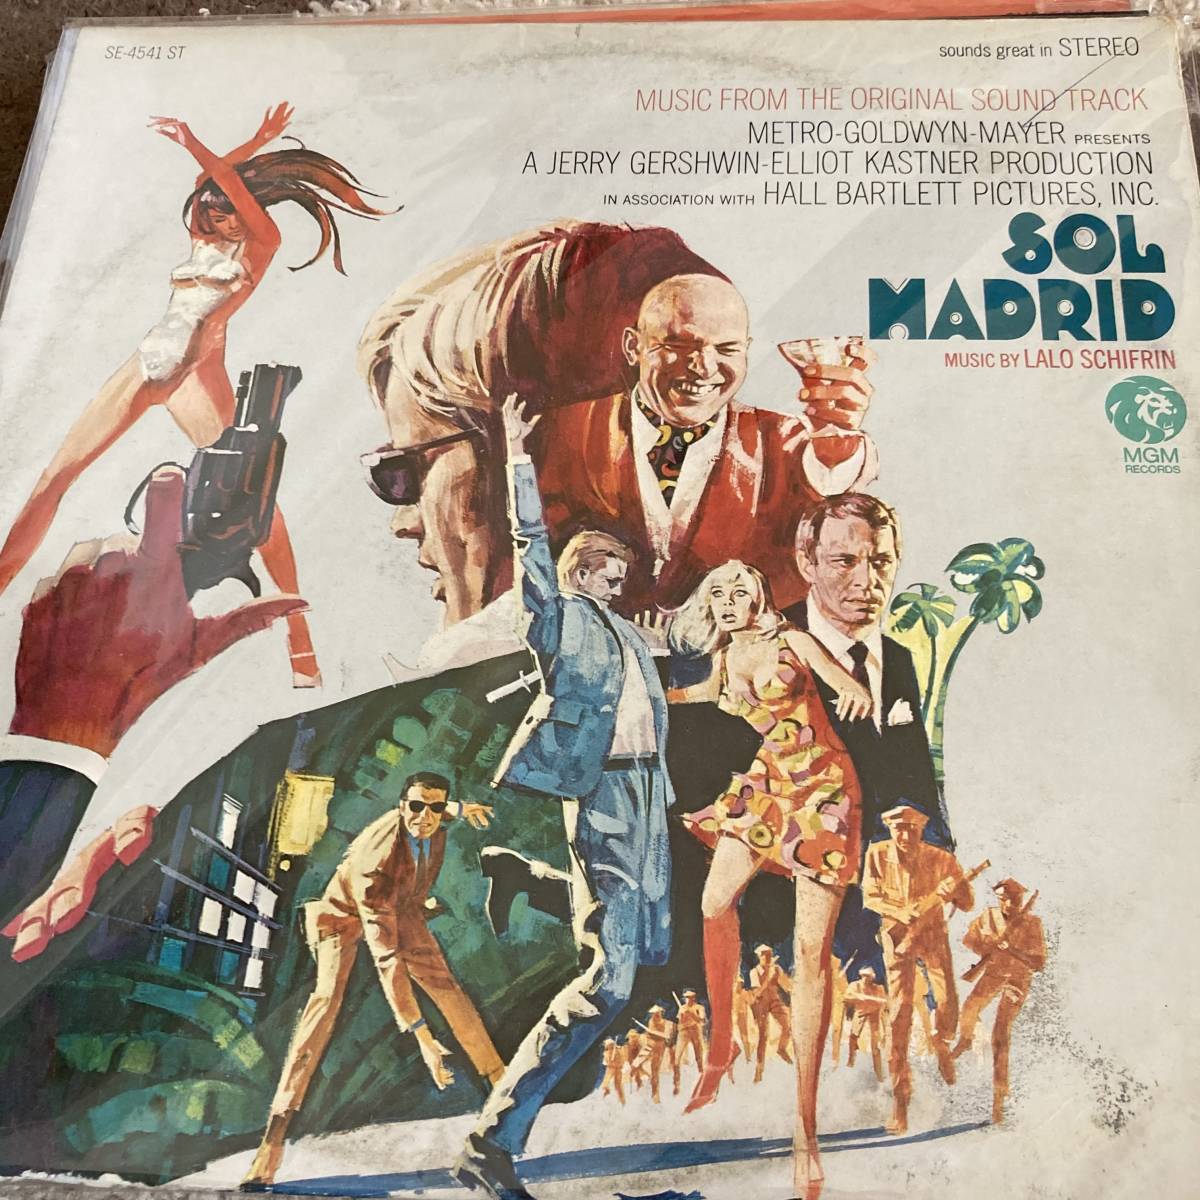 SE-4541 ST
sounds great in STEREO
MUSIC FROM THE ORIGINAL SOUND TRACK
METRO-GOLDWYN-MAYER PRESENTS
A JERRY GERSHWIN-ELLIOT KASTNER PRODUCTION
IN ASSOCIATION WITH HALL BARTLETT PICTURES, INC.
SOL
MADRID
MUSIC BY LALO SCHIFRIN
MGM
RECORDS